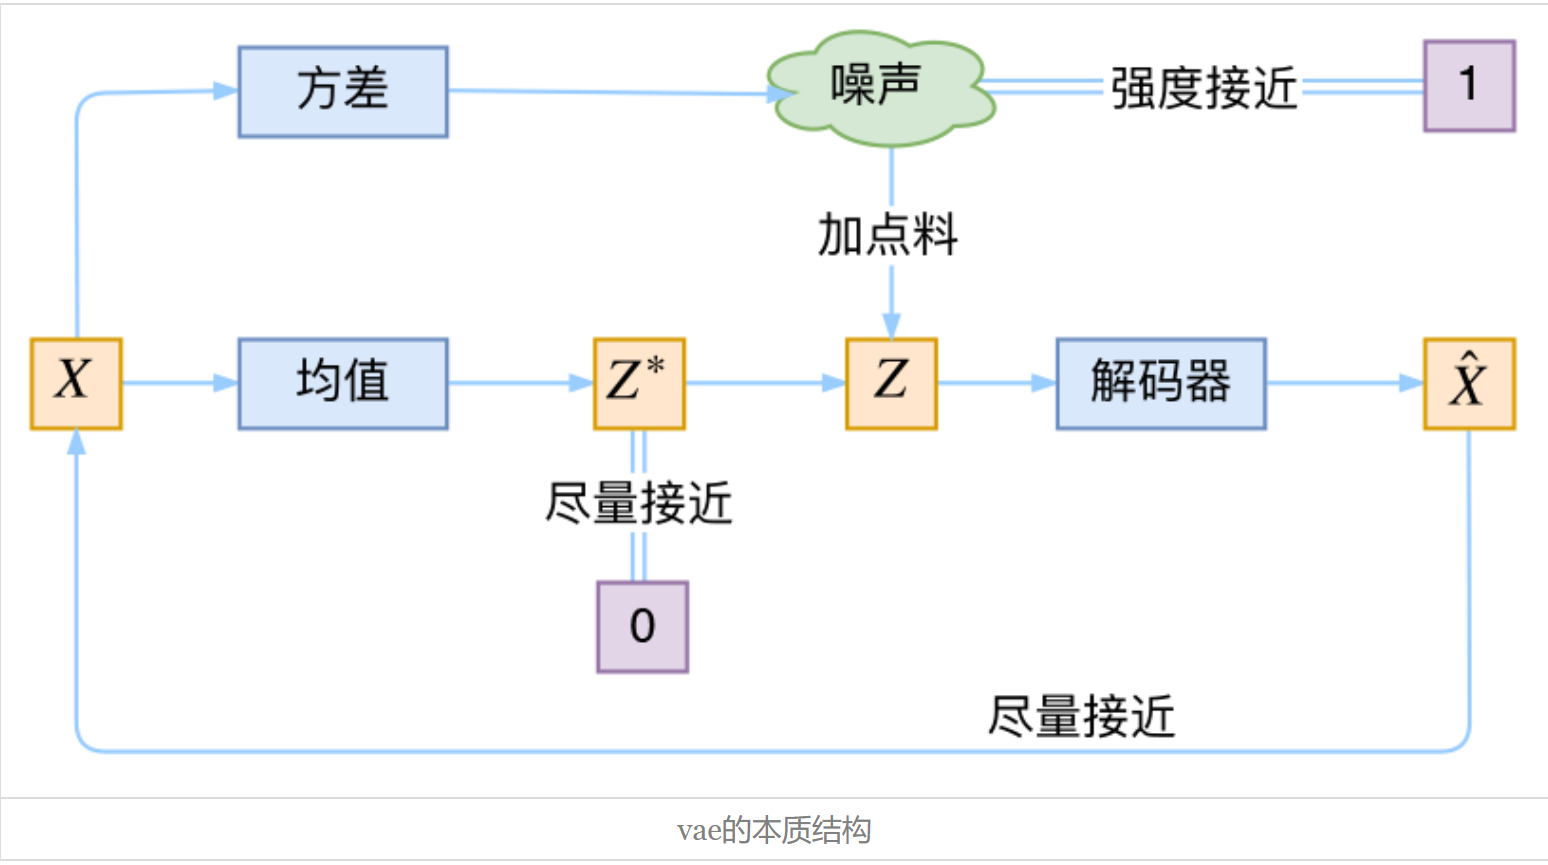 方差
噪声
强度接近
1
加点料
X
均值
Z*
Z
解码器
X̂
尽量接近
0
尽量接近
vae的本质结构